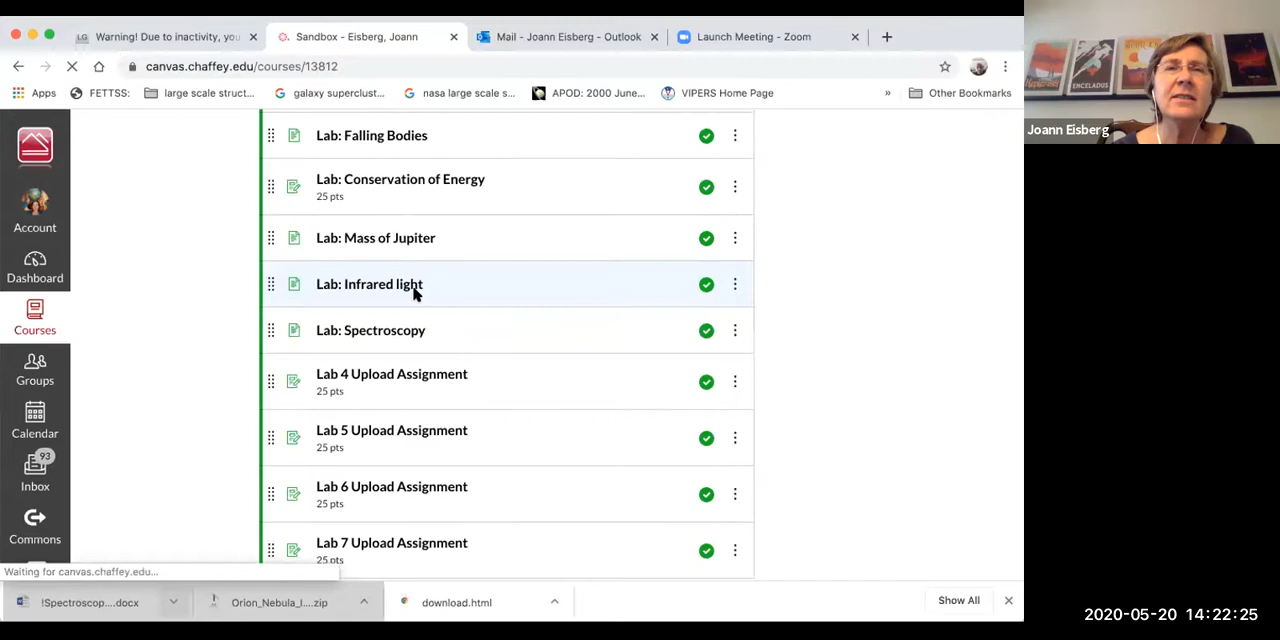 LG Warning! Due to inactivity, you
Sandbox - Eisberg, Joann
Mail - Joann Eisberg - Outlook
Launch Meeting - Zoom
canvas.chaffey.edu/courses/13812
Apps
FETTSS:
large scale struct...
galaxy superclust...
nasa large scale s...
APOD: 2000 June...
VIPERS Home Page
»
Other Bookmarks
ENCELADUS
Joann Eisberg
Account
Dashboard
Courses
Groups
Calendar
93
Inbox
Commons
Lab: Falling Bodies
Lab: Conservation of Energy
25 pts
Lab: Mass of Jupiter
Lab: Infrared light
Lab: Spectroscopy
Lab 4 Upload Assignment
25 pts
Lab 5 Upload Assignment
25 pts
Lab 6 Upload Assignment
25 pts
Lab 7 Upload Assignment
25 pts
Waiting for canvas.chaffey.edu...
!Spectroscop....docx
Orion_Nebula_I....zip
download.html
Show All
2020-05-20 14:22:25